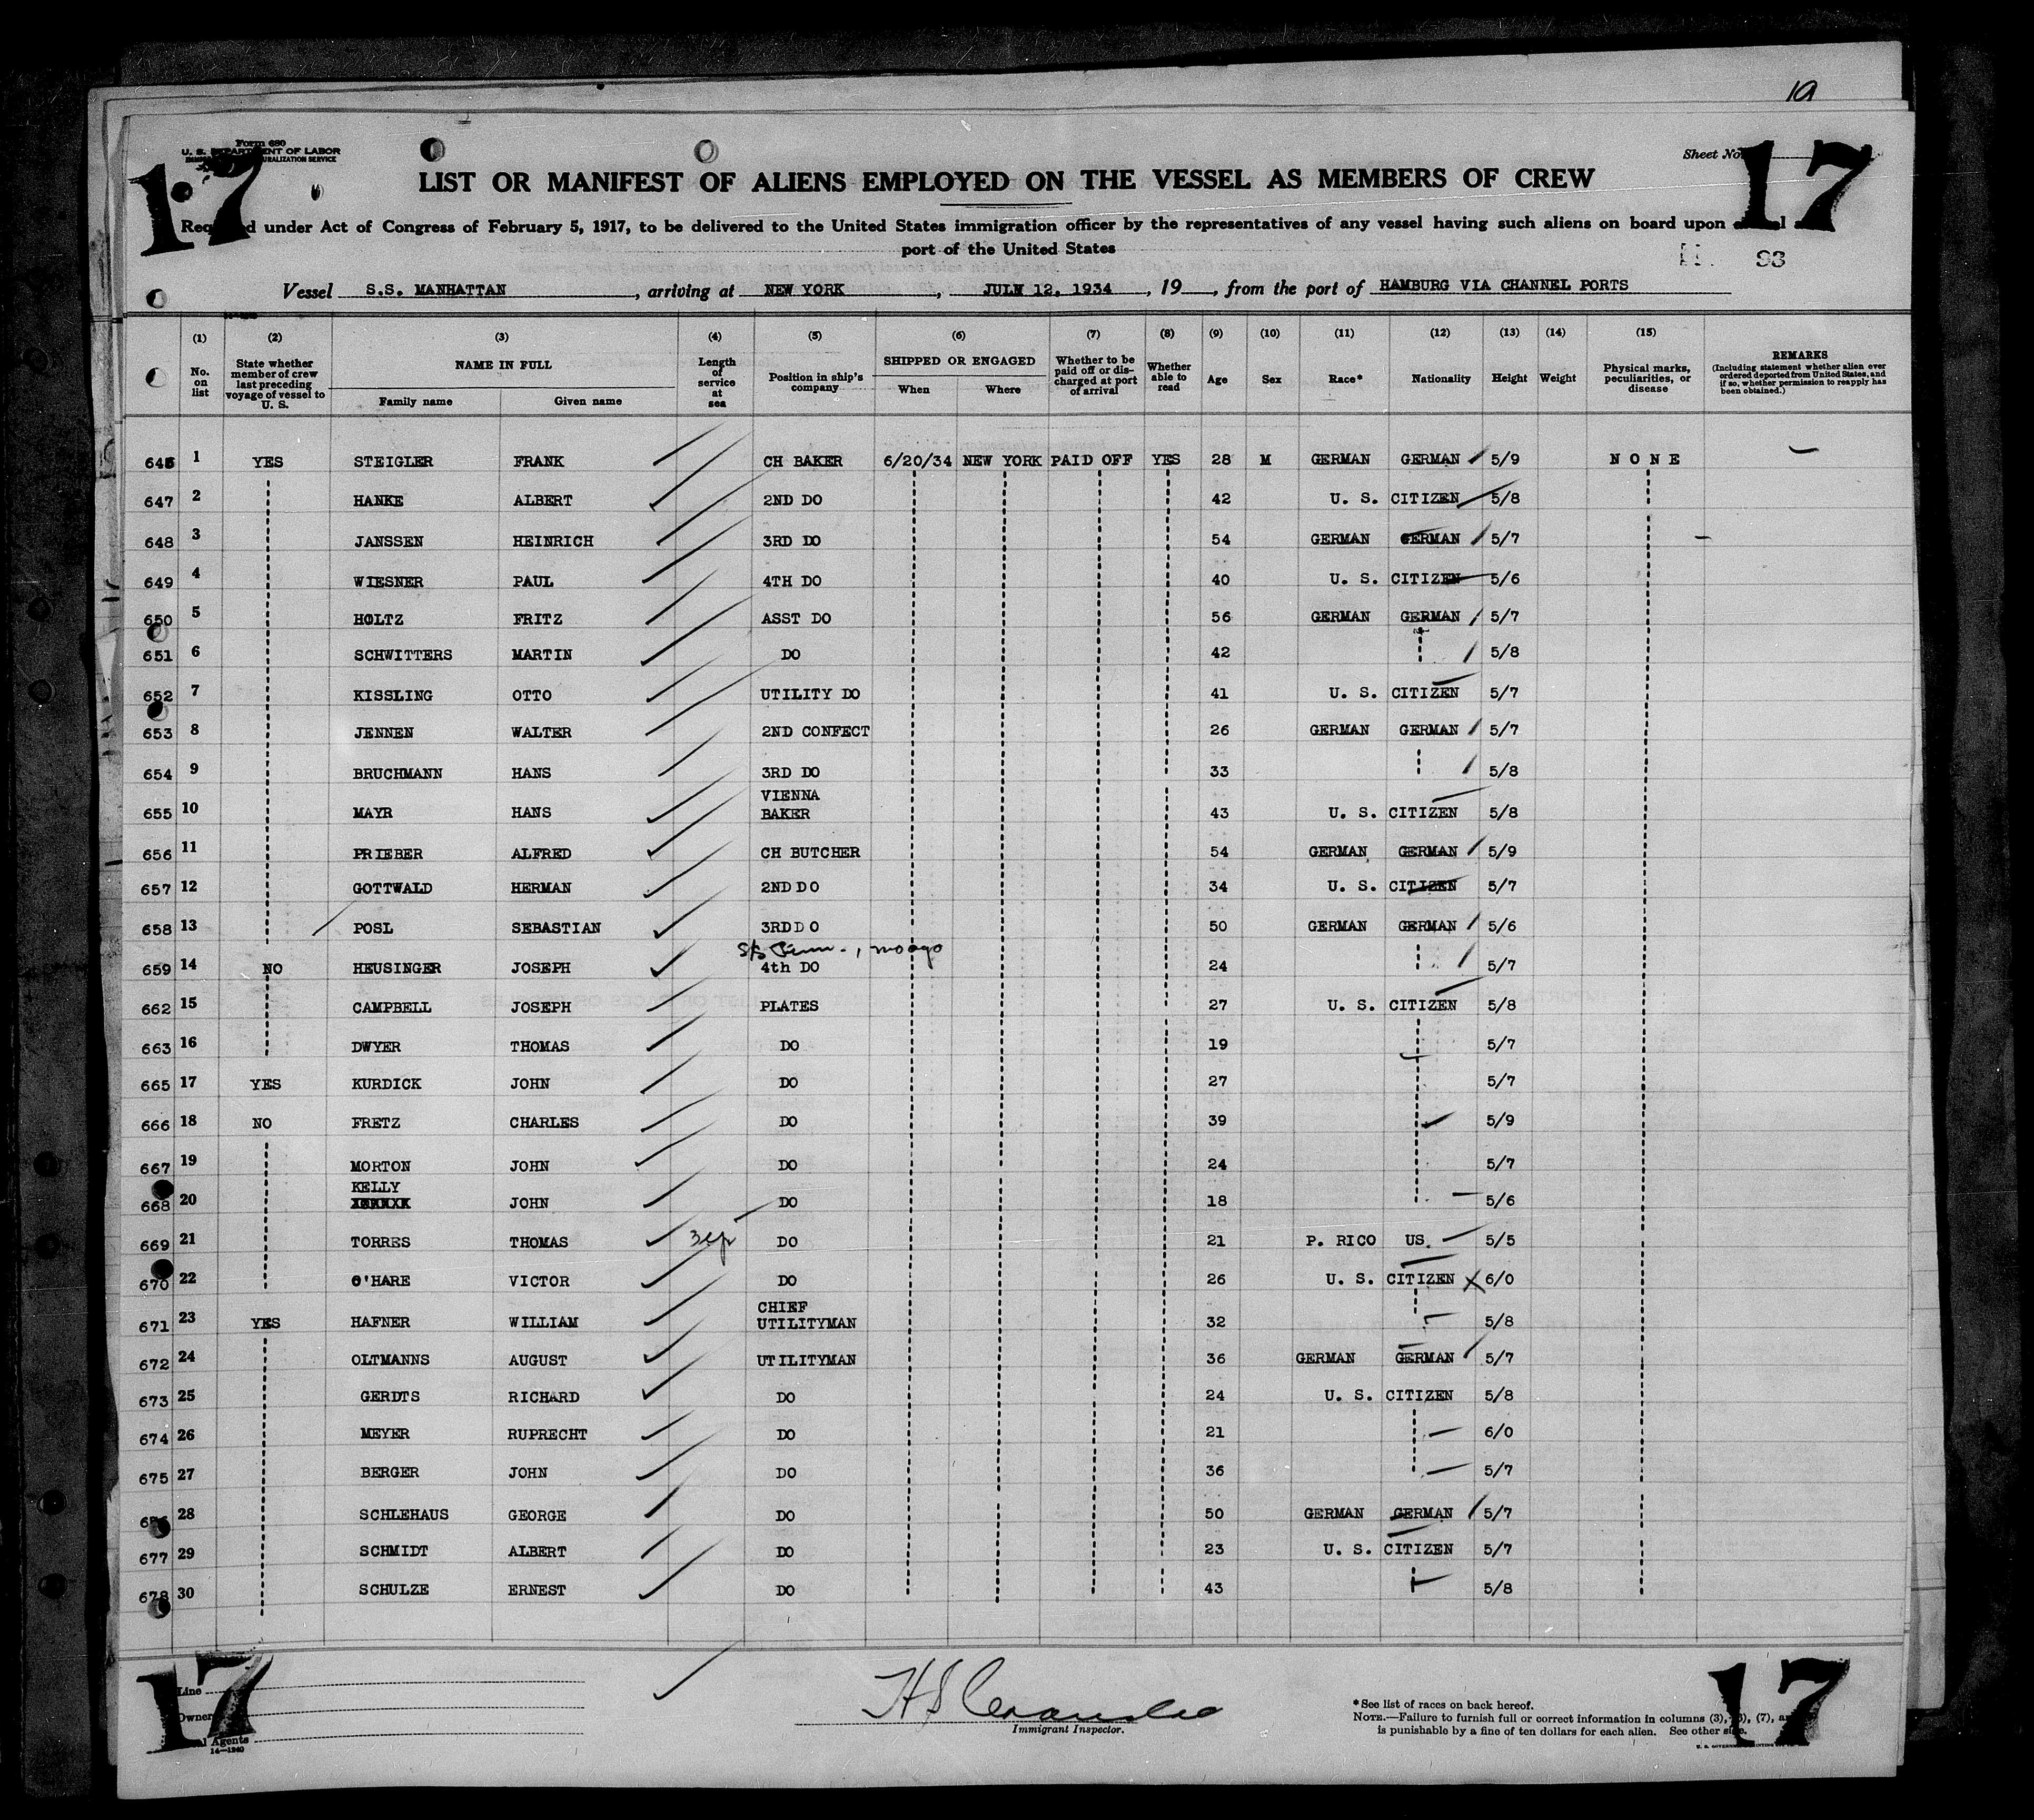 19
Form 680
U. S. DEPARTMENT OF LABOR
17
17
Sheet No.
LIST OR MANIFEST OF ALIENS EMPLOYED ON THE VESSEL AS MEMBERS OF CREW
under Act of Congress of February 5, 1917, to be delivered to the United States immigration officer by the representatives of any vessel having such aliens on board upon
port of the United States
93
Vessel S.S. MANHATTAN, arriving at NEW YORK, JULY 12, 1934, 19, from the port of HAMBURG VIA CHANNEL PORTS
(1) (2) (3) (4) (5) (6) (7) (8) (9) (10) (11) (12) (13) (14) (15)
No. on list
State whether member of crew last preceding voyage of vessel to U. S.
NAME IN FULL
Family name
Given name
Length of service at sea
Position in ship's company
SHIPPED OR ENGAGED
When
Where
Whether to be paid off or discharged at port of arrival
Whether able to read
Age
Sex
Race*
Nationality
Height
Weight
Physical marks, peculiarities, or disease
REMARKS
(Including statement whether alien ever ordered deported from United States, and if so, whether permission to reapply has been obtained.)
646 1 YES STEIGLER FRANK CH BAKER 6/20/34 NEW YORK PAID OFF YES 28 M GERMAN GERMAN 5/9 NONE
647 2 HANKE ALBERT 2ND DO 42 U. S. CITIZEN 5/8
648 3 JANSSEN HEINRICH 3RD DO 54 GERMAN GERMAN 5/7
649 4 WIESNER PAUL 4TH DO 40 U. S. CITIZEN 5/6
650 5 HOLTZ FRITZ ASST DO 56 GERMAN GERMAN 5/7
651 6 SCHWITTERS MARTIN DO 42 5/8
652 7 KISSLING OTTO UTILITY DO 41 U. S. CITIZEN 5/7
653 8 JENNEN WALTER 2ND CONFECT 26 GERMAN GERMAN 5/7
654 9 BRUCHMANN HANS 3RD DO 33 5/8
655 10 MAYR HANS VIENNA BAKER 43 U. S. CITIZEN 5/8
656 11 PRIEBER ALFRED CH BUTCHER 54 GERMAN GERMAN 5/9
657 12 GOTTWALD HERMAN 2ND DO 34 U. S. CITIZEN 5/7
658 13 POSL SEBASTIAN 3RD DO 50 GERMAN GERMAN 5/6
659 14 NO HEUSINGER JOSEPH 4th DO 24 5/7
662 15 CAMPBELL JOSEPH PLATES 27 U. S. CITIZEN 5/8
663 16 DWYER THOMAS DO 19 5/7
665 17 YES KURDICK JOHN DO 27 5/7
666 18 NO FRETZ CHARLES DO 39 5/9
667 19 MORTON JOHN DO 24 5/7
668 20 KELLY JOHN DO 18 5/6
669 21 TORRES THOMAS DO 21 P. RICO US. 5/5
670 22 O'HARE VICTOR DO 26 U. S. CITIZEN 6/0
671 23 YES HAFNER WILLIAM CHIEF UTILITYMAN 32 5/8
672 24 OLTMANNS AUGUST UTILITYMAN 36 GERMAN GERMAN 5/7
673 25 GERDTS RICHARD DO 24 U. S. CITIZEN 5/8
674 26 MEYER RUPRECHT DO 21 6/0
675 27 BERGER JOHN DO 36 5/7
28 SCHLEHAUS GEORGE DO 50 GERMAN GERMAN 5/7
677 29 SCHMIDT ALBERT DO 23 U. S. CITIZEN 5/7
678 30 SCHULZE ERNEST DO 43 5/8
17
17
Line
Owner
Agents
14—1240
Immigrant Inspector.
*See list of races on back hereof.
NOTE.—Failure to furnish full or correct information in columns (3), (7),
is punishable by a fine of ten dollars for each alien. See other